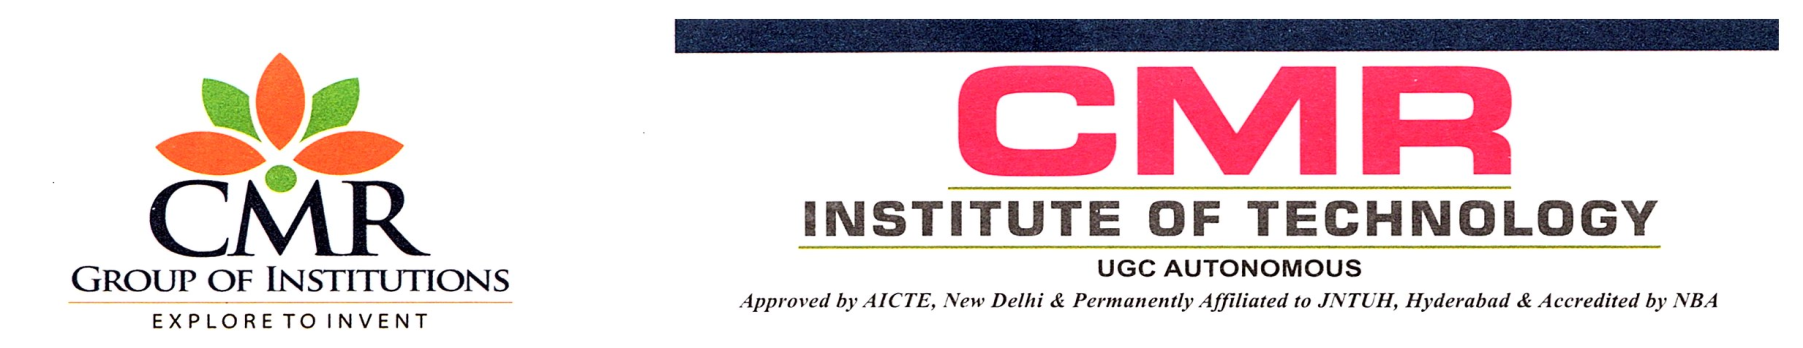 CMR
GROUP OF INSTITUTIONS
EXPLORE TO INVENT
CMR
INSTITUTE OF TECHNOLOGY
UGC AUTONOMOUS
Approved by AICTE, New Delhi & Permanently Affiliated to JNTUH, Hyderabad & Accredited by NBA